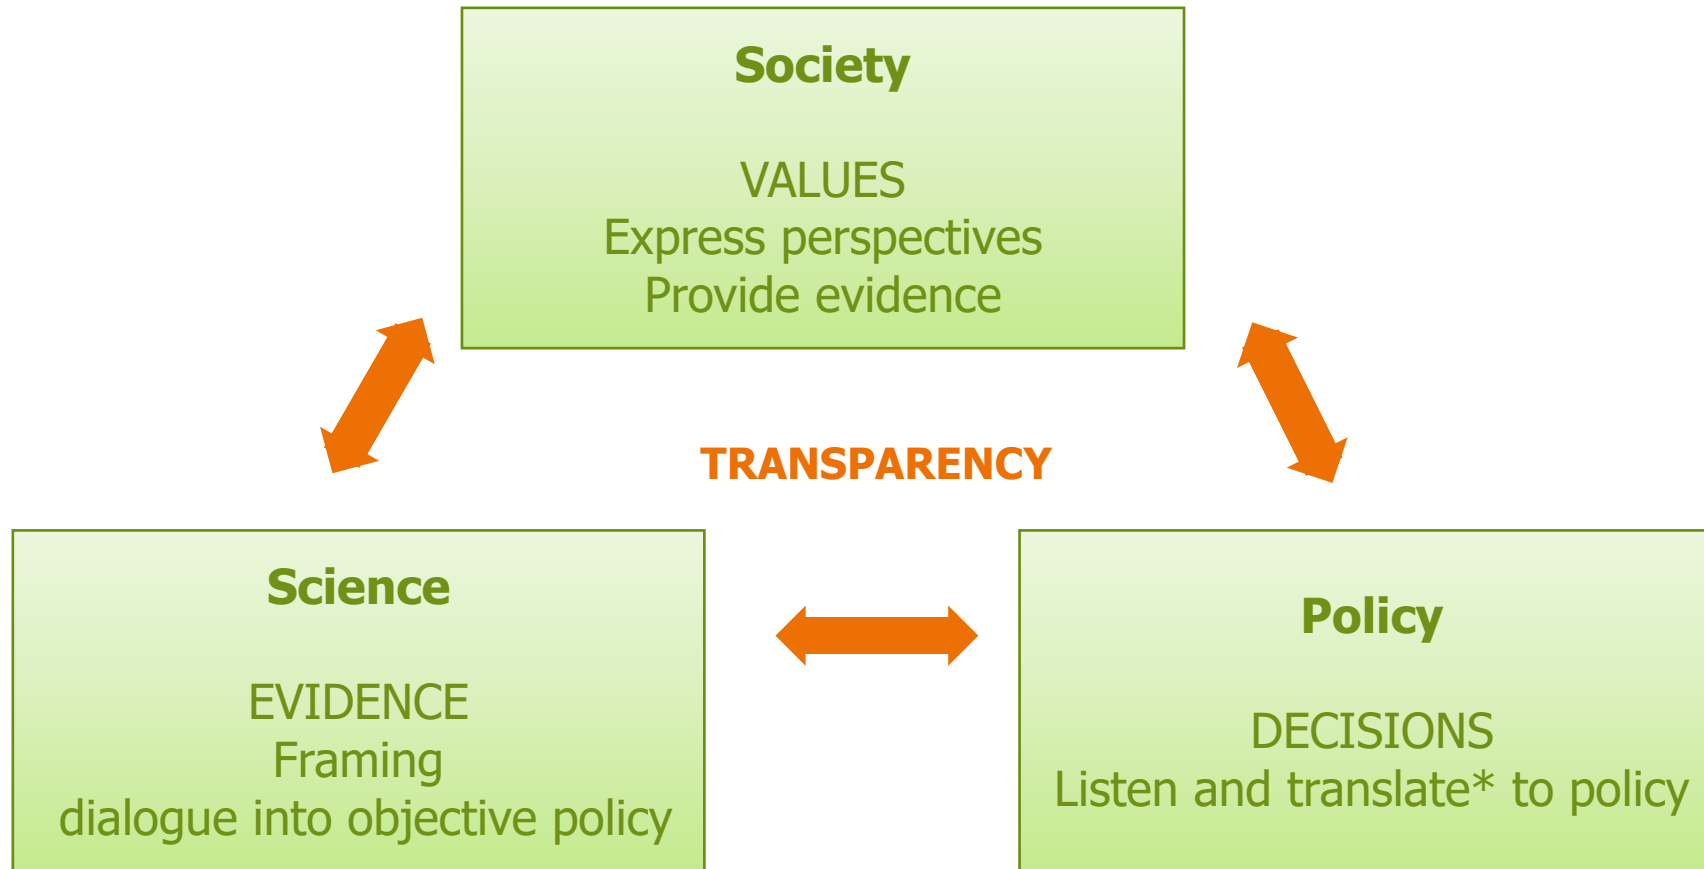 Society
VALUES
Express perspectives
Provide evidence
TRANSPARENCY
Science
EVIDENCE
Framing
dialogue into objective policy
Policy
DECISIONS
Listen and translate* to policy